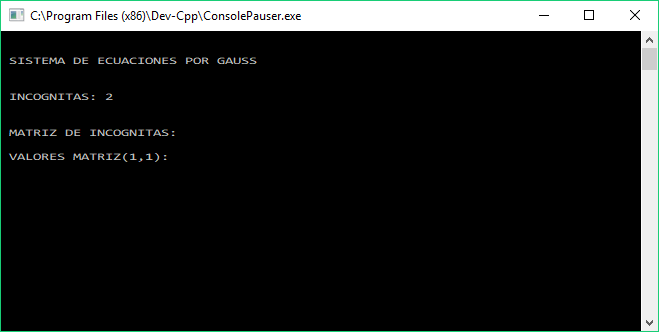 C:\Program Files (x86)\Dev-Cpp\ConsolePauser.exe
SISTEMA DE ECUACIONES POR GAUSS
INCOGNITAS: 2
MATRIZ DE INCOGNITAS:
VALORES MATRIZ(1,1):